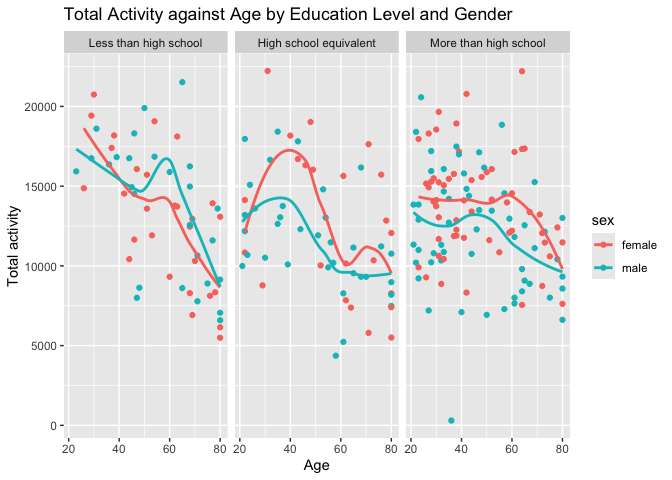 Total Activity against Age by Education Level and Gender
Less than high school
High school equivalent
More than high school
Total activity
20000
15000
10000
5000
0
20 40 60 80
20 40 60 80
20 40 60 80
Age
sex
female
male